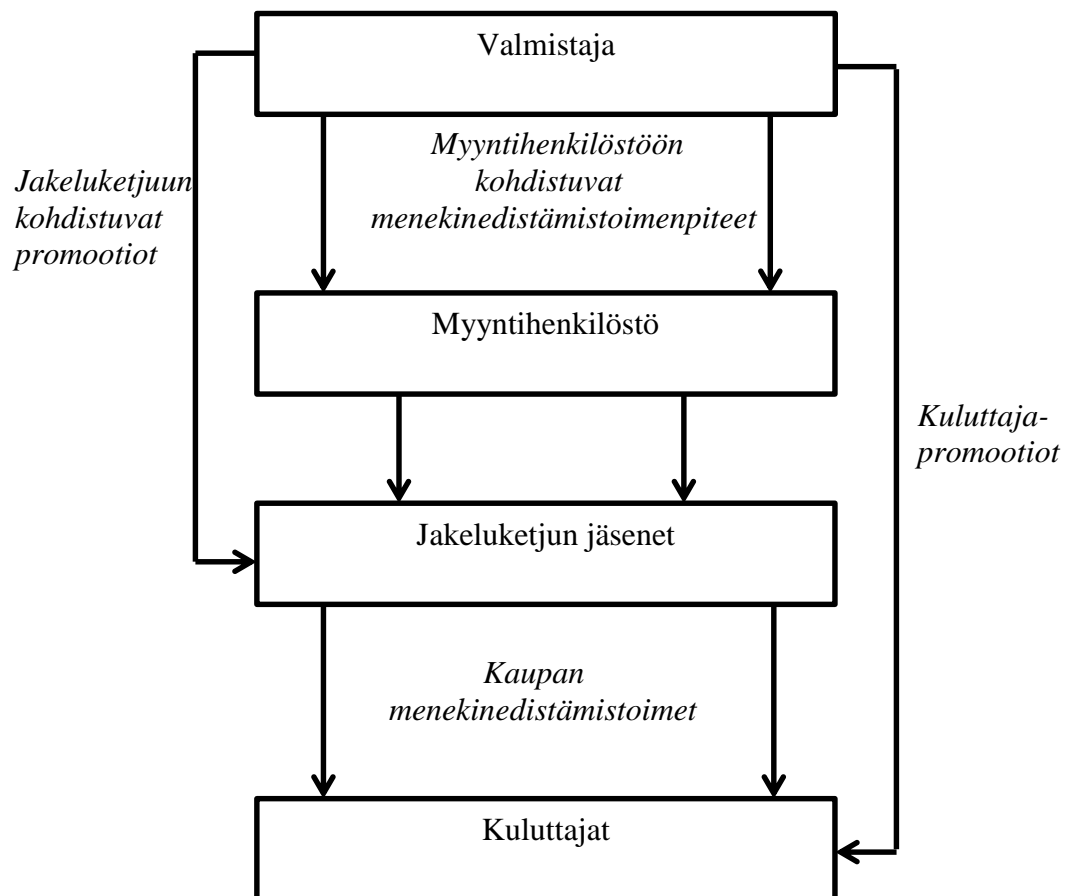 Valmistaja
Myyntihenkilöstöön
kohdistuvat
menekinedistämistoimenpiteet
Jakeluketjuun
kohdistuvat
promootiot
Myyntihenkilöstö
Kuluttaja-
promootiot
Jakeluketjun jäsenet
Kaupan
menekinedistämistoimet
Kuluttajat